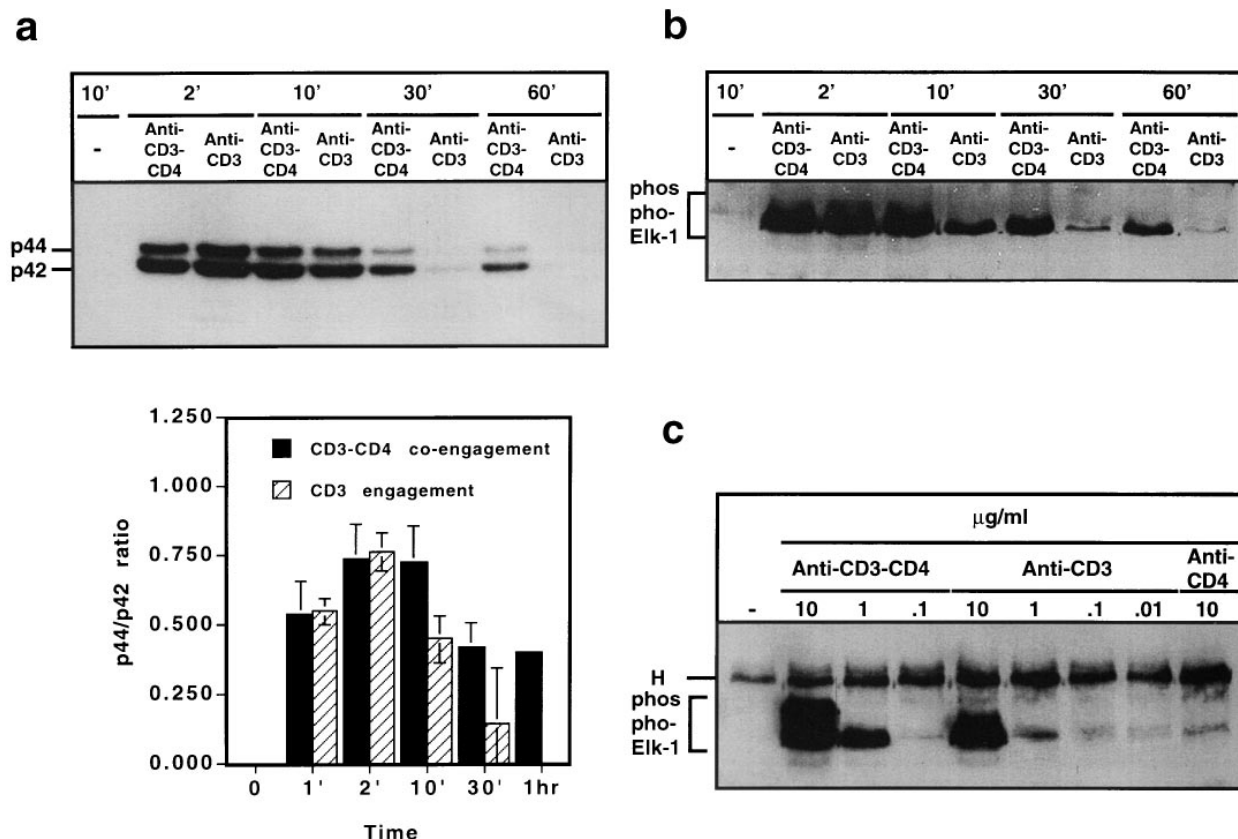 a
10' 2' 10' 30' 60'
- Anti-CD3-CD4 Anti-CD3 Anti-CD3-CD4 Anti-CD3 Anti-CD3-CD4 Anti-CD3 Anti-CD3-CD4 Anti-CD3
p44
p42
1.250
1.000
0.750
0.500
0.250
0.000
p44/p42 ratio
CD3-CD4 co-engagement
CD3 engagement
0 1' 2' 10' 30' 1hr
Time
b
10' 2' 10' 30' 60'
- Anti-CD3-CD4 Anti-CD3 Anti-CD3-CD4 Anti-CD3 Anti-CD3-CD4 Anti-CD3 Anti-CD3-CD4 Anti-CD3
phos
pho-
Elk-1
c
µg/ml
Anti-CD3-CD4 Anti-CD3 Anti-CD4
- 10 1 .1 10 1 .1 .01 10
H
phos
pho-
Elk-1